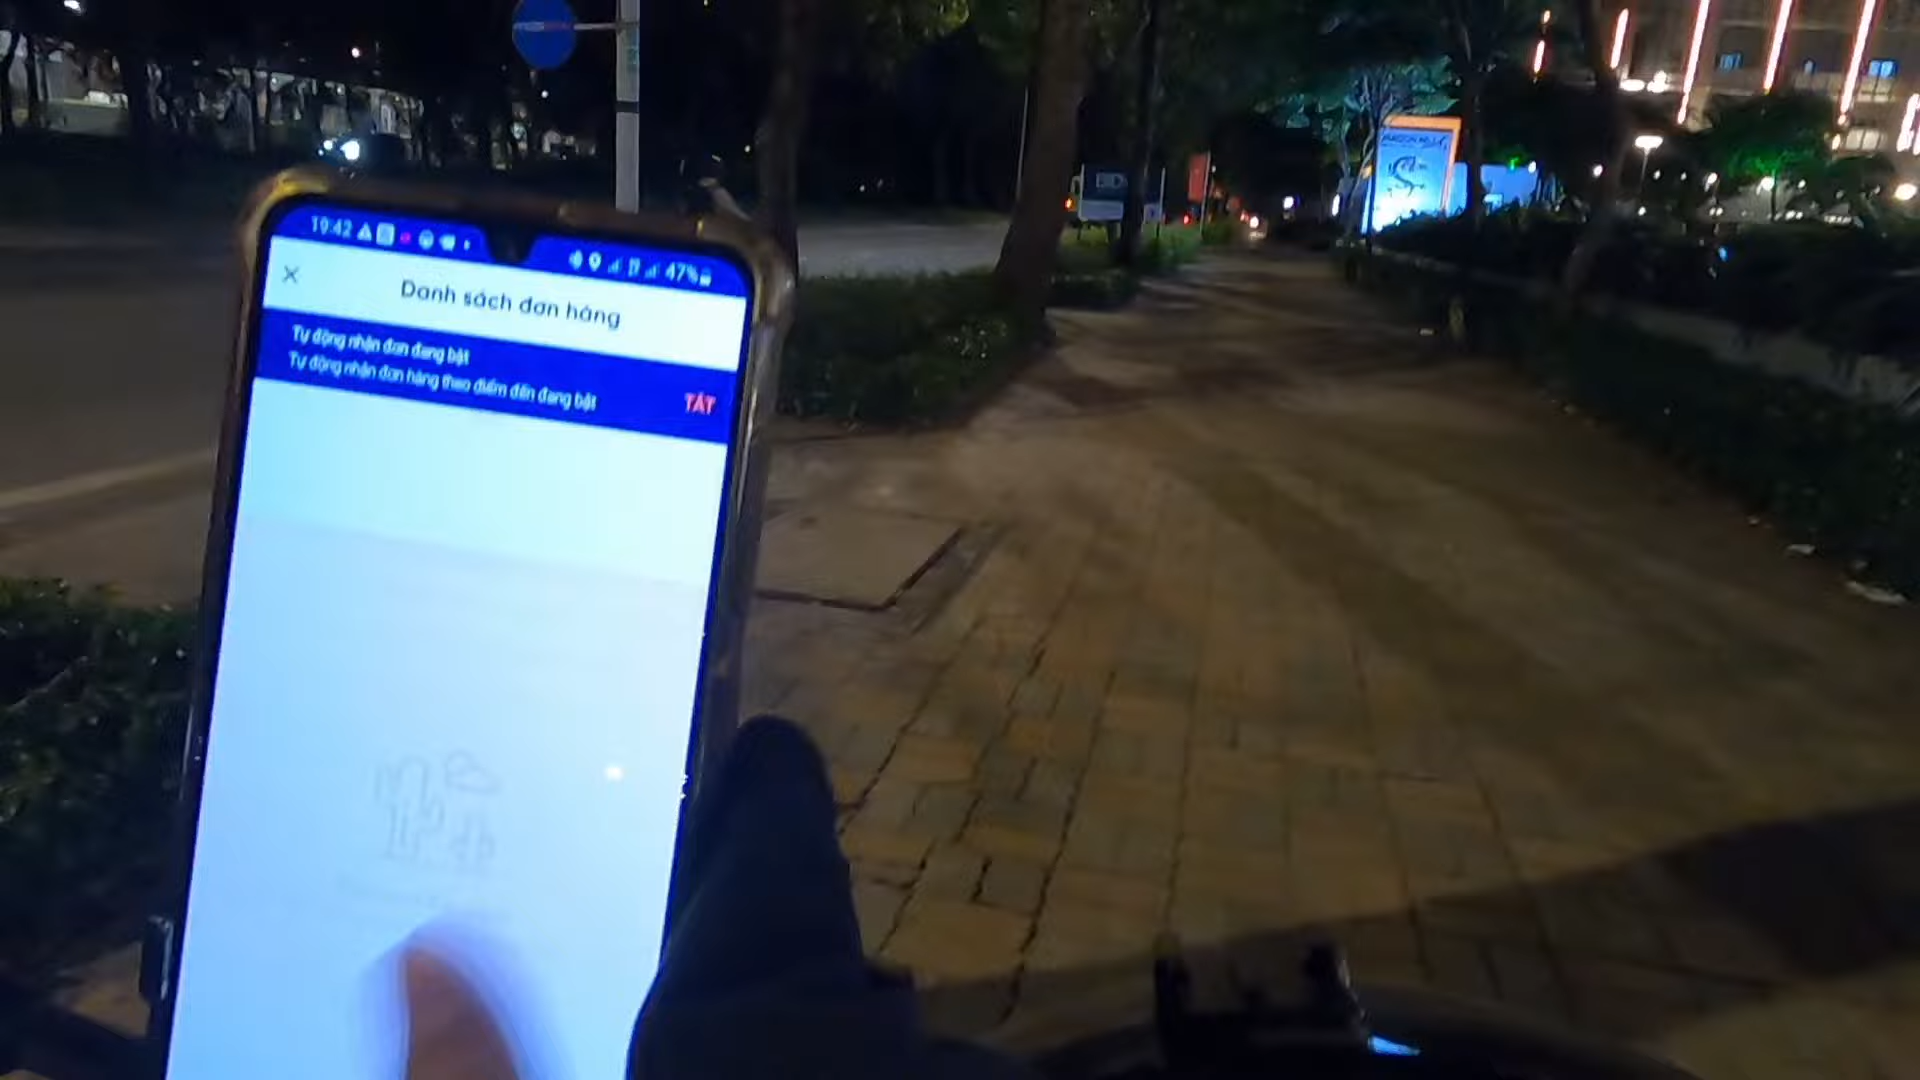 19:42
47%
Danh sách đơn hàng
Tự động nhận đơn đang bật
Tự động nhận đơn hàng theo điểm đến đang bật
TẮT